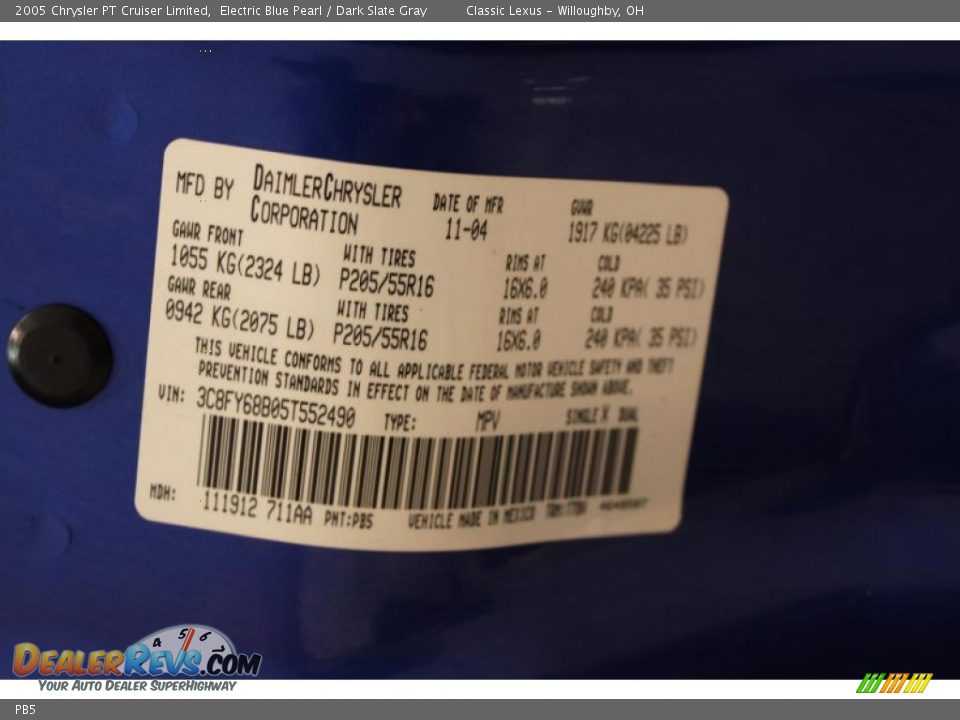 2005 Chrysler PT Cruiser Limited, Electric Blue Pearl / Dark Slate Gray Classic Lexus - Willoughby, OH
MFD BY DAIMLERCHRYSLER CORPORATION
DATE OF MFR 11-04
GVWR 1917 KG(04225 LB)
GAWR FRONT WITH TIRES RIMS AT COLD
1055 KG(2324 LB) P205/55R16 16X6.0 240 KPA( 35 PSI)
GAWR REAR WITH TIRES RIMS AT COLD
0942 KG(2075 LB) P205/55R16 16X6.0 240 KPA( 35 PSI)
THIS VEHICLE CONFORMS TO ALL APPLICABLE FEDERAL MOTOR VEHICLE SAFETY AND THEFT
PREVENTION STANDARDS IN EFFECT ON THE DATE OF MANUFACTURE SHOWN ABOVE.
VIN: 3C8FY68B05T552490 TYPE: MPV SINGLE X DUAL
MDH: 111912 711AA PNT:PB5 VEHICLE MADE IN MEXICO
4 5 6
DEALERREVS.COM
YOUR AUTO DEALER SUPERHIGHWAY
PB5